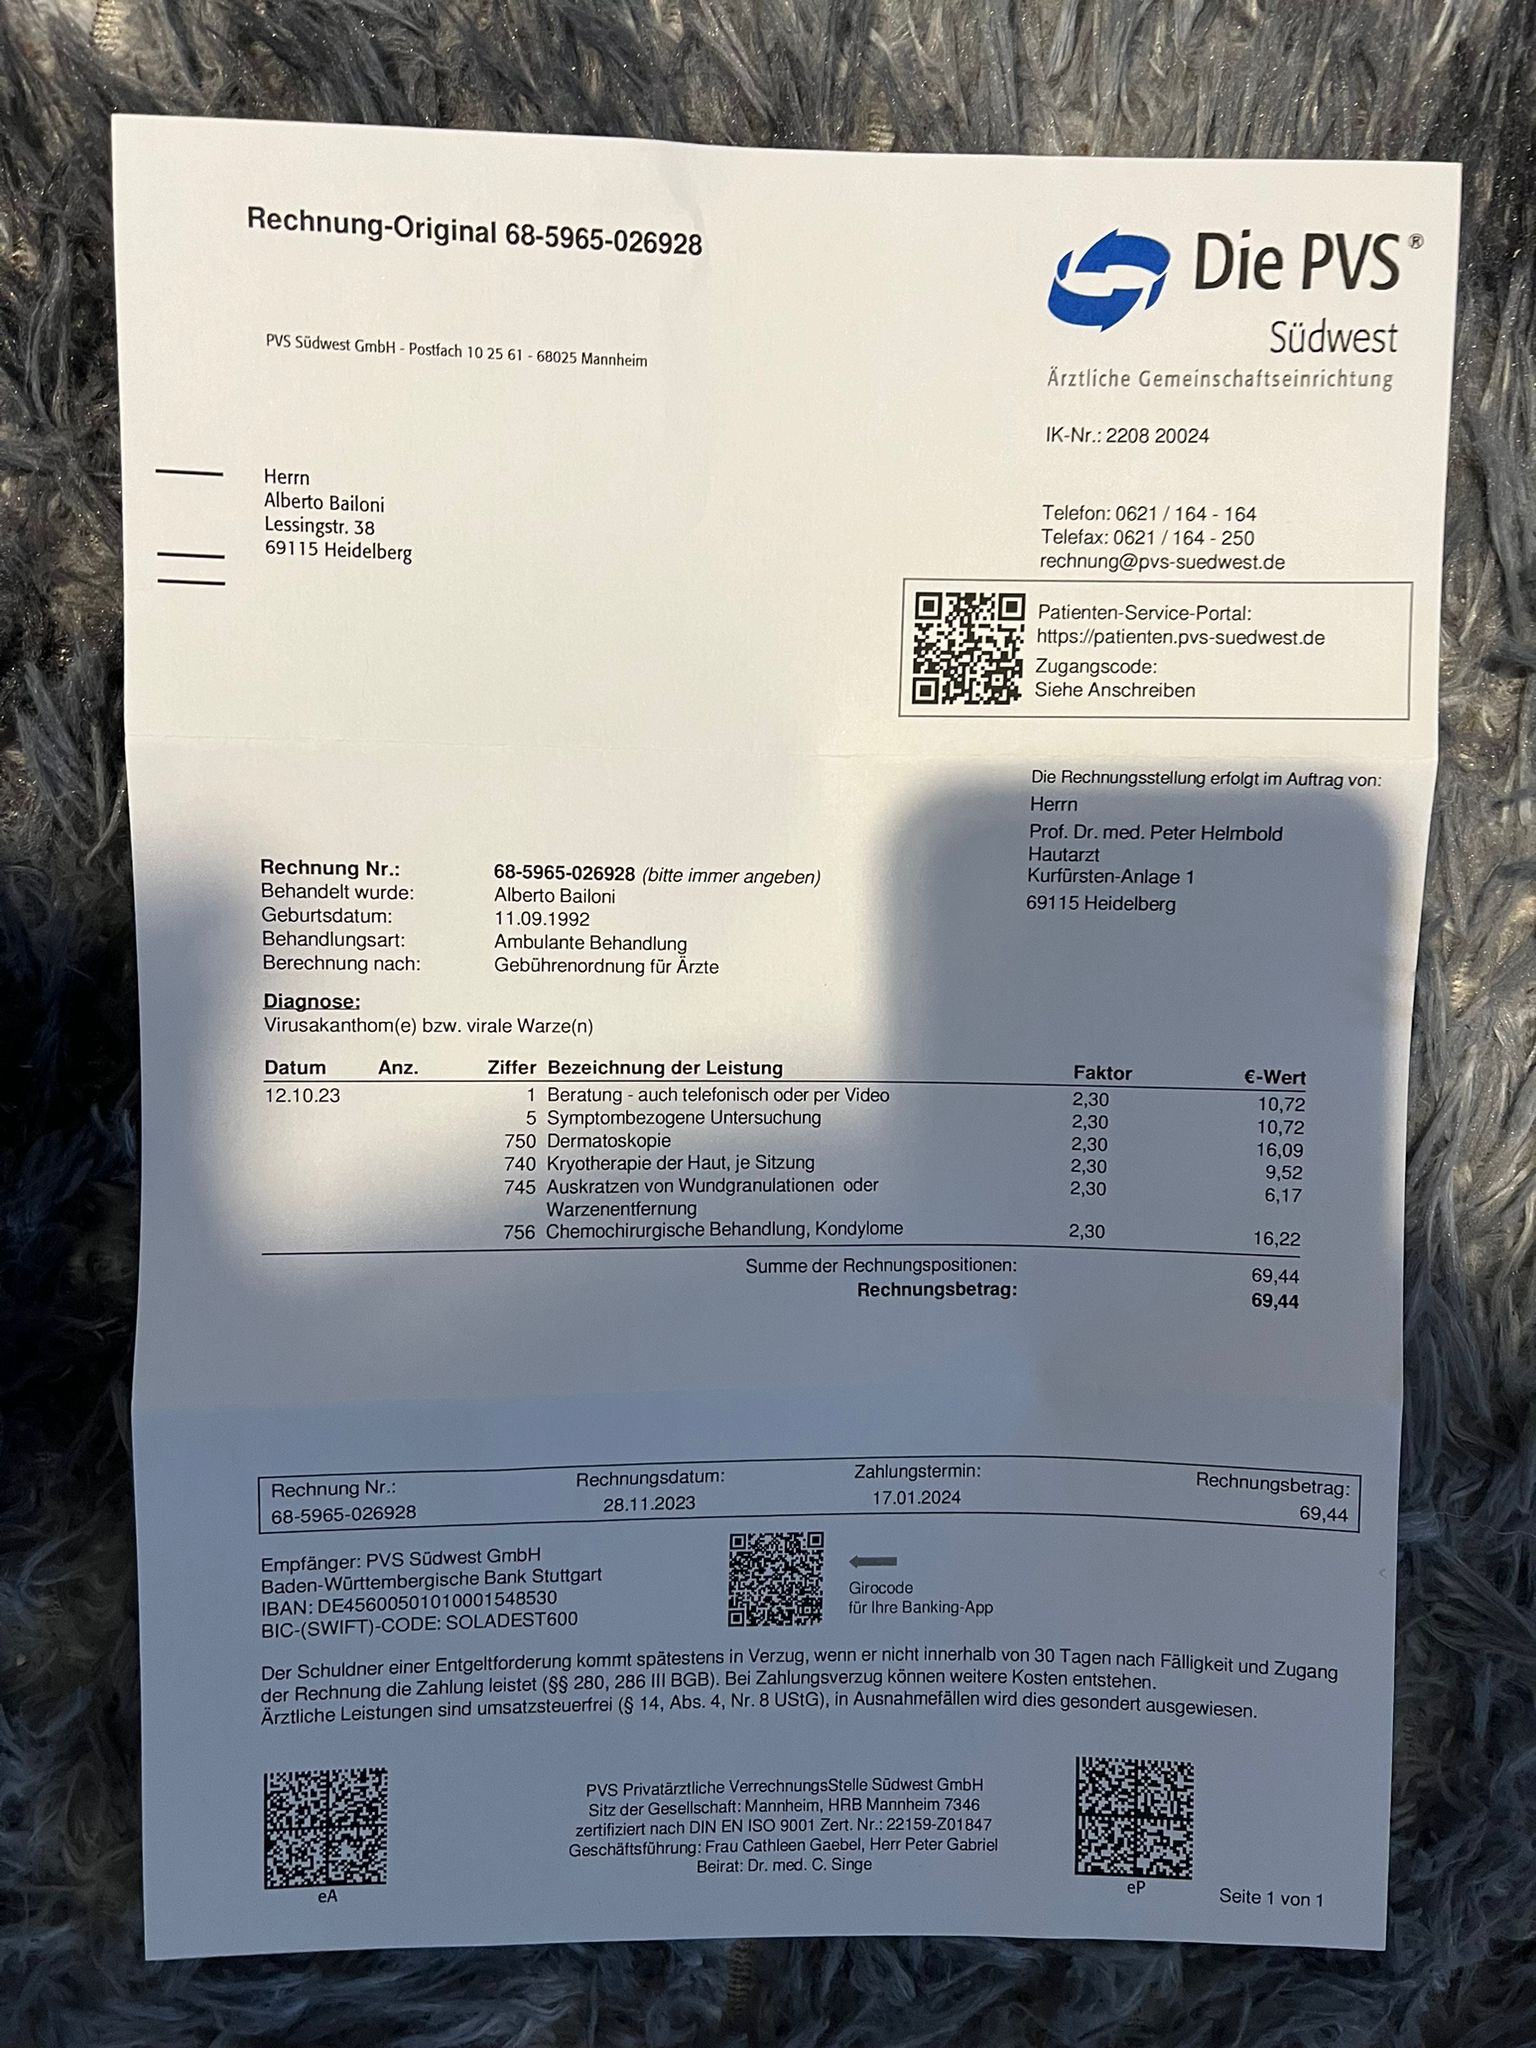 Rechnung-Original 68-5965-026928
Die PVS®
Südwest
Ärztliche Gemeinschaftseinrichtung
PVS Südwest GmbH - Postfach 10 25 61 - 68025 Mannheim
IK-Nr.: 2208 20024
Herrn
Alberto Bailoni
Lessingstr. 38
69115 Heidelberg
Telefon: 0621 / 164 - 164
Telefax: 0621 / 164 - 250
rechnung@pvs-suedwest.de
Patienten-Service-Portal:
https://patienten.pvs-suedwest.de
Zugangscode:
Siehe Anschreiben
Die Rechnungsstellung erfolgt im Auftrag von:
Herrn
Prof. Dr. med. Peter Helmbold
Hautarzt
Kurfürsten-Anlage 1
69115 Heidelberg
Rechnung Nr.: 68-5965-026928 (bitte immer angeben)
Behandelt wurde: Alberto Bailoni
Geburtsdatum: 11.09.1992
Behandlungsart: Ambulante Behandlung
Berechnung nach: Gebührenordnung für Ärzte
Diagnose:
Virusakanthom(e) bzw. virale Warze(n)
Datum Anz. Ziffer Bezeichnung der Leistung Faktor €-Wert
12.10.23 1 Beratung - auch telefonisch oder per Video 2,30 10,72
5 Symptombezogene Untersuchung 2,30 10,72
750 Dermatoskopie 2,30 16,09
740 Kryotherapie der Haut, je Sitzung 2,30 9,52
745 Auskratzen von Wundgranulationen oder 2,30 6,17
Warzenentfernung
756 Chemochirurgische Behandlung, Kondylome 2,30 16,22
Summe der Rechnungspositionen: 69,44
Rechnungsbetrag: 69,44
Rechnung Nr.: Rechnungsdatum: Zahlungstermin: Rechnungsbetrag:
68-5965-026928 28.11.2023 17.01.2024 69,44
Empfänger: PVS Südwest GmbH
Baden-Württembergische Bank Stuttgart
IBAN: DE45600501010001548530
BIC-(SWIFT)-CODE: SOLADEST600
Girocode
für Ihre Banking-App
Der Schuldner einer Entgeltforderung kommt spätestens in Verzug, wenn er nicht innerhalb von 30 Tagen nach Fälligkeit und Zugang
der Rechnung die Zahlung leistet (§§ 280, 286 III BGB). Bei Zahlungsverzug können weitere Kosten entstehen.
Ärztliche Leistungen sind umsatzsteuerfrei (§ 14, Abs. 4, Nr. 8 UStG), in Ausnahmefällen wird dies gesondert ausgewiesen.
PVS Privatärztliche VerrechnungsStelle Südwest GmbH
Sitz der Gesellschaft: Mannheim, HRB Mannheim 7346
zertifiziert nach DIN EN ISO 9001 Zert. Nr.: 22159-Z01847
Geschäftsführung: Frau Cathleen Gaebel, Herr Peter Gabriel
Beirat: Dr. med. C. Singe
eA
eP
Seite 1 von 1